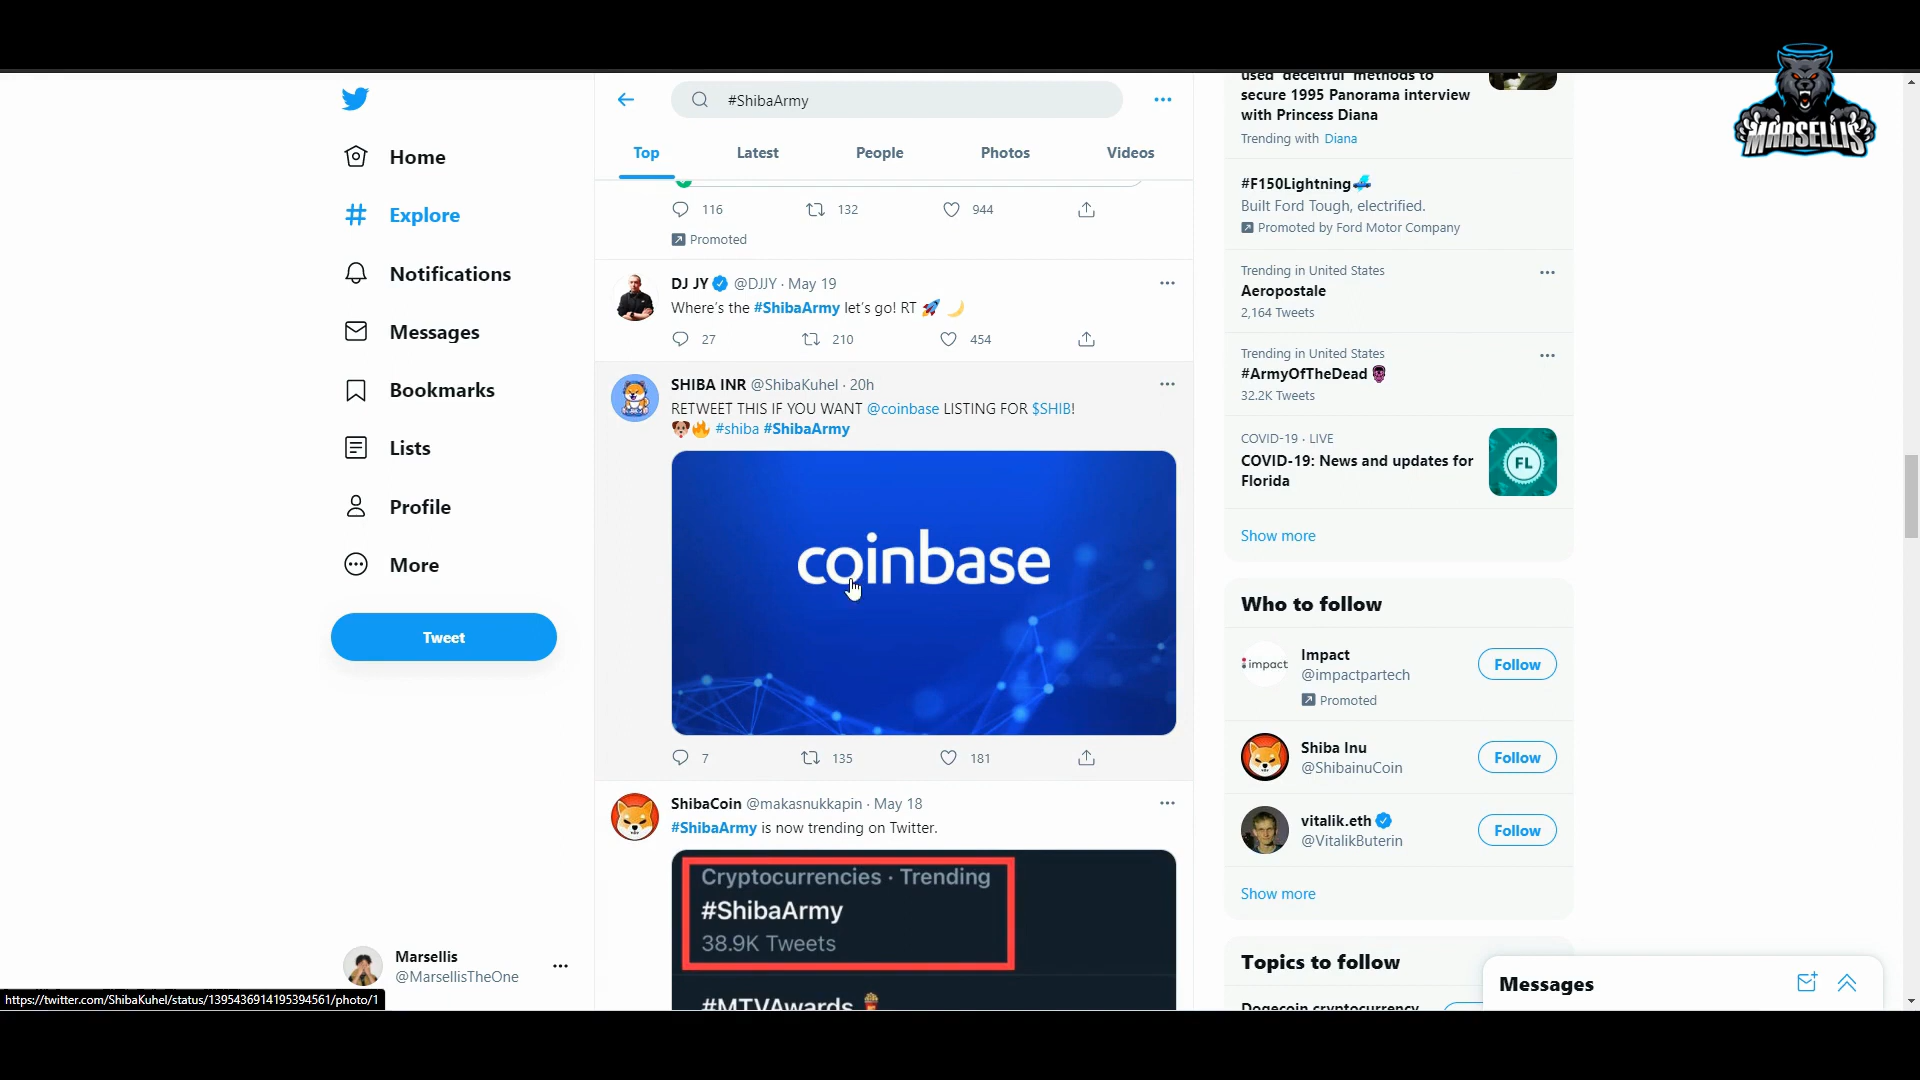 MARSELLIS
Home
Explore
Notifications
Messages
Bookmarks
Lists
Profile
More
Tweet
Marsellis
@MarsellisTheOne
https://twitter.com/ShibaKuhel/status/1395436914195394561/photo/1
#ShibaArmy
Top Latest People Photos Videos
116 132 944
Promoted
DJ JY @DJJY · May 19
Where's the #ShibaArmy let's go! RT 🚀 🌙
27 210 454
SHIBA INR @ShibaKuhel · 20h
RETWEET THIS IF YOU WANT @coinbase LISTING FOR $SHIB!
🐶🔥 #shiba #ShibaArmy
coinbase
7 135 181
ShibaCoin @makasnukkapin · May 18
#ShibaArmy is now trending on Twitter.
Cryptocurrencies · Trending
#ShibaArmy
38.9K Tweets
#MTVAwards
used 'deceitful' methods to
secure 1995 Panorama interview
with Princess Diana
Trending with Diana
#F150Lightning
Built Ford Tough, electrified.
Promoted by Ford Motor Company
Trending in United States
Aeropostale
2,164 Tweets
Trending in United States
#ArmyOfTheDead
32.2K Tweets
COVID-19 · LIVE
COVID-19: News and updates for
Florida
FL
Show more
Who to follow
impact
Impact
@impactpartech
Promoted
Follow
Shiba Inu
@ShibainuCoin
Follow
vitalik.eth
@VitalikButerin
Follow
Show more
Topics to follow
Dogecoin cryptocurrency
Messages